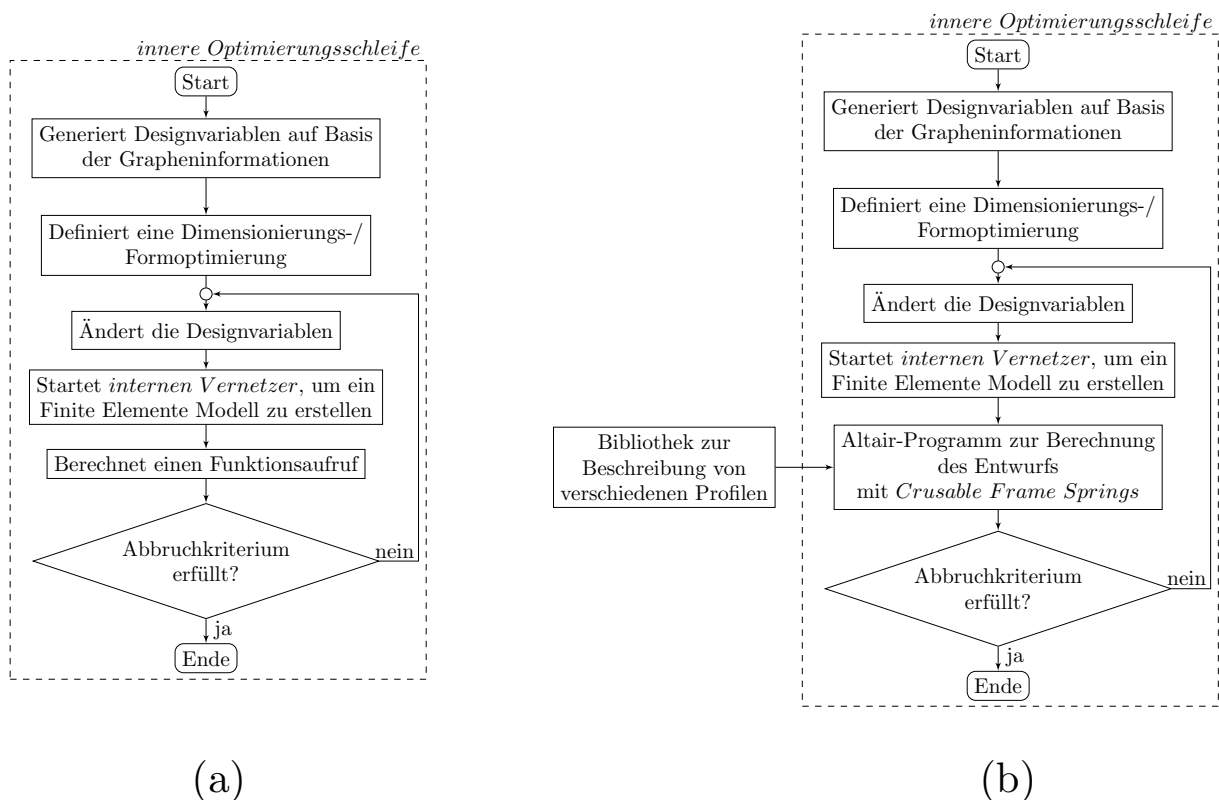 innere Optimierungsschleife
Start
Generiert Designvariablen auf Basis
der Grapheninformationen
Definiert eine Dimensionierungs-/
Formoptimierung
Ändert die Designvariablen
Startet internen Vernetzer, um ein
Finite Elemente Modell zu erstellen
Berechnet einen Funktionsaufruf
Abbruchkriterium
erfüllt?
nein
ja
Ende
(a)
innere Optimierungsschleife
Start
Generiert Designvariablen auf Basis
der Grapheninformationen
Definiert eine Dimensionierungs-/
Formoptimierung
Ändert die Designvariablen
Startet internen Vernetzer, um ein
Finite Elemente Modell zu erstellen
Bibliothek zur
Beschreibung von
verschiedenen Profilen
Altair-Programm zur Berechnung
des Entwurfs
mit Crusable Frame Springs
Abbruchkriterium
erfüllt?
nein
ja
Ende
(b)